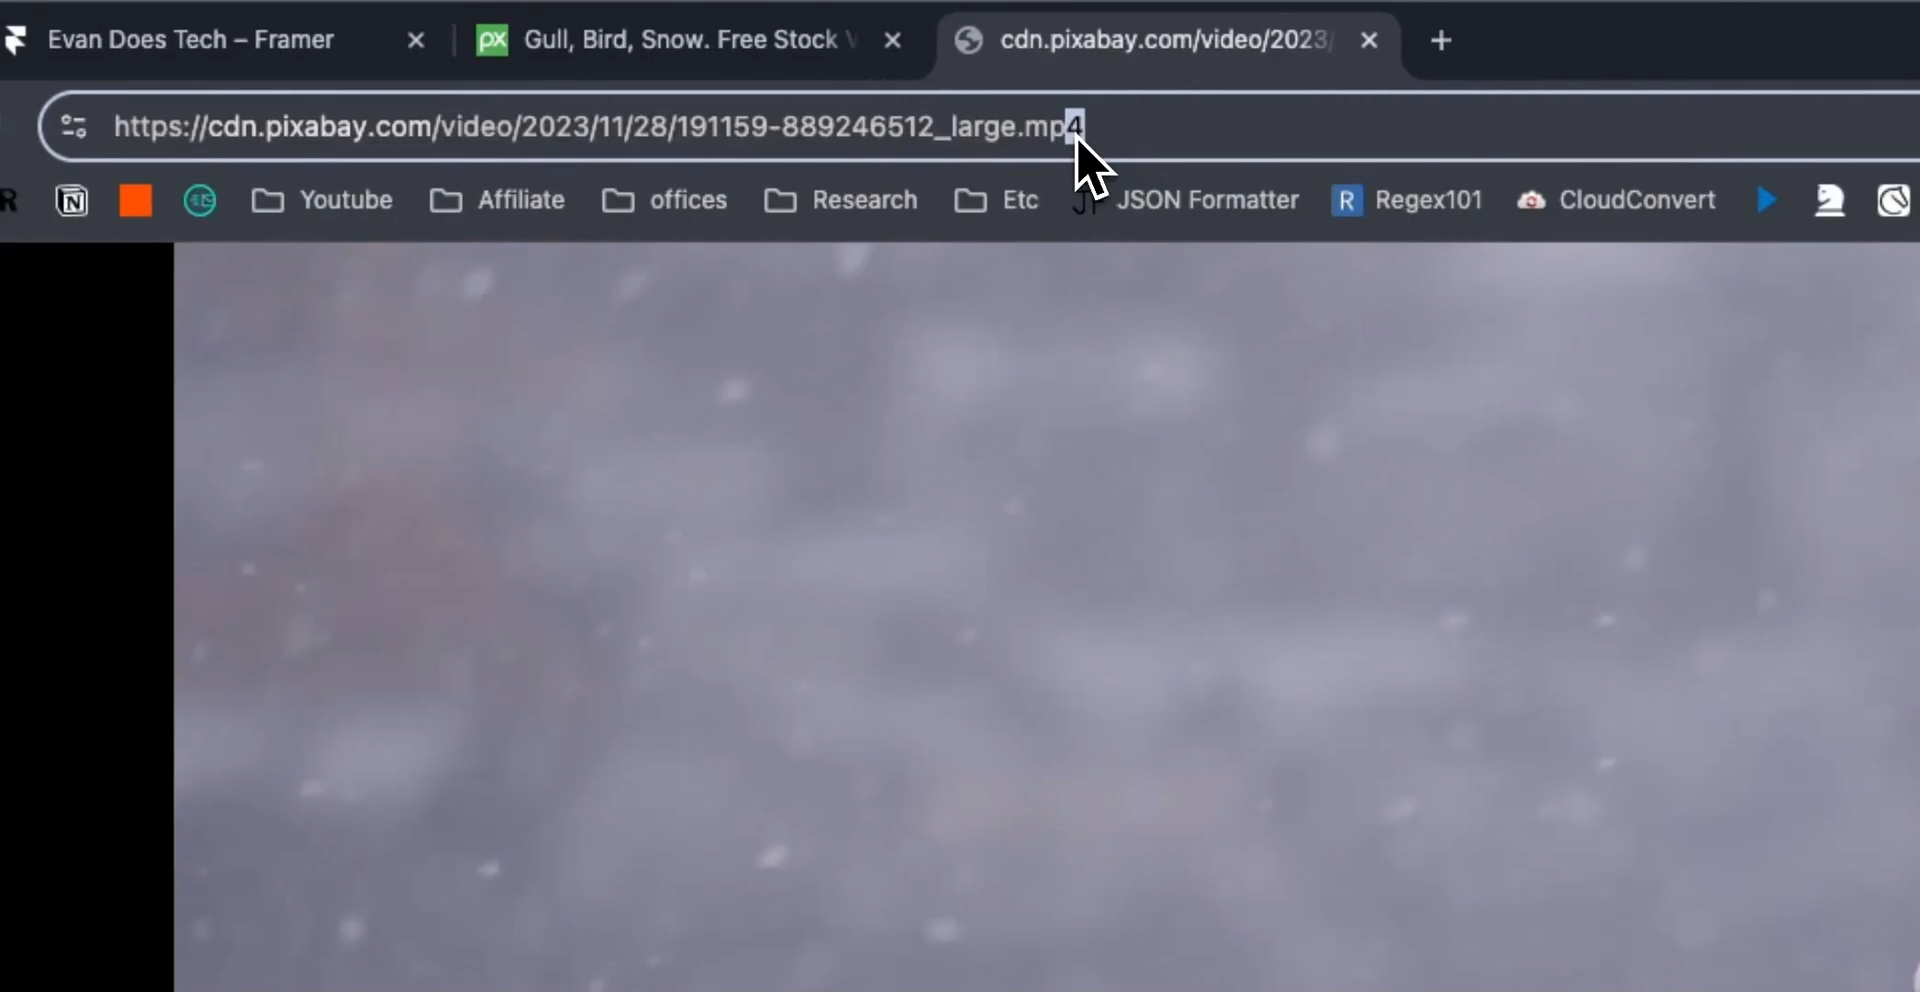 Evan Does Tech – Framer
px Gull, Bird, Snow. Free Stock
cdn.pixabay.com/video/2023/
https://cdn.pixabay.com/video/2023/11/28/191159-889246512_large.mp4
R N Youtube Affiliate offices Research Etc JSON Formatter R Regex101 CloudConvert